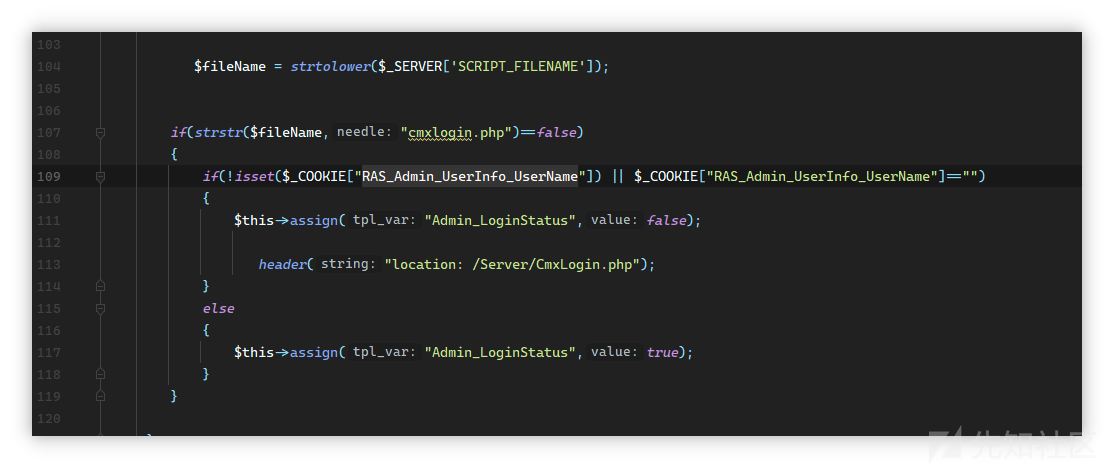 103
104 $fileName = strtolower($_SERVER['SCRIPT_FILENAME']);
105
106
107 if(strstr($fileName, needle: "cmxlogin.php")==false)
108 {
109 if(!isset($_COOKIE["RAS_Admin_UserInfo_UserName"]) || $_COOKIE["RAS_Admin_UserInfo_UserName"]=="")
110 {
111 $this->assign( tpl_var: "Admin_LoginStatus", value: false);
112
113 header( string: "location: /Server/CmxLogin.php");
114 }
115 else
116 {
117 $this->assign( tpl_var: "Admin_LoginStatus", value: true);
118 }
119 }
120
先知社区